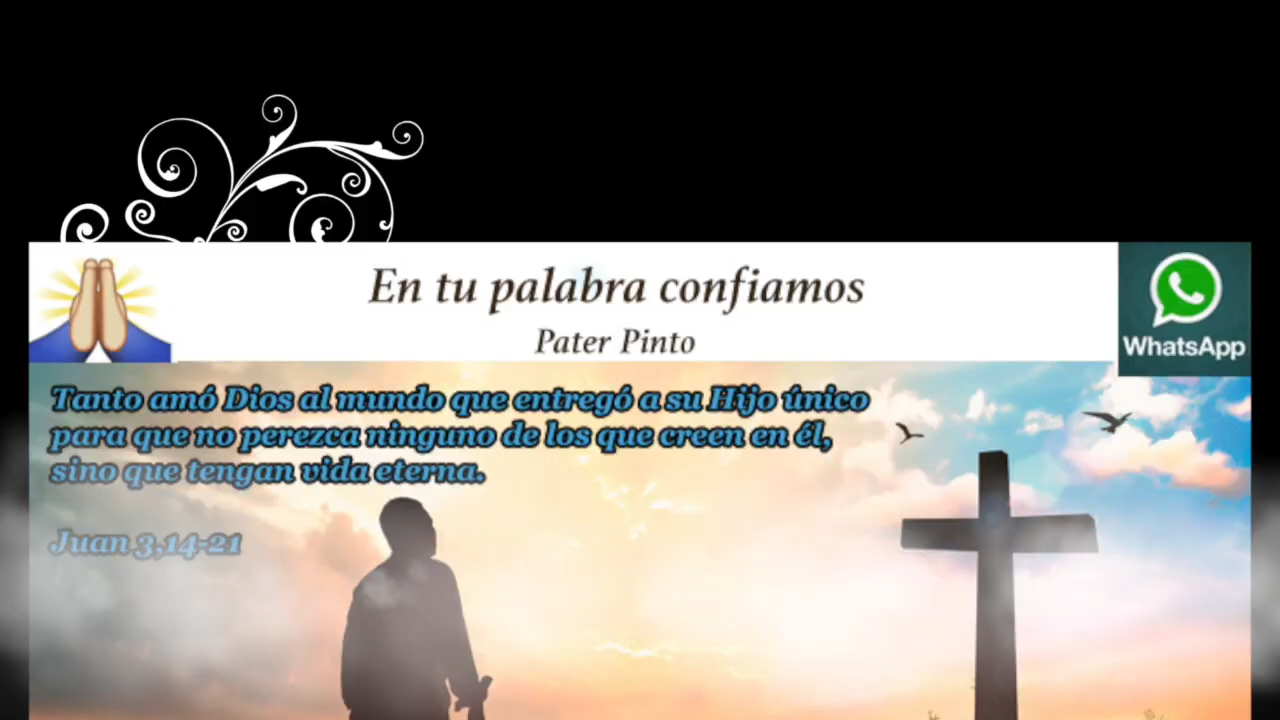 En tu palabra confiamos
Pater Pinto
WhatsApp
Tanto amó Dios al mundo que entregó a su Hijo único
para que no perezca ninguno de los que creen en él,
sino que tengan vida eterna.
Juan 3,14-21